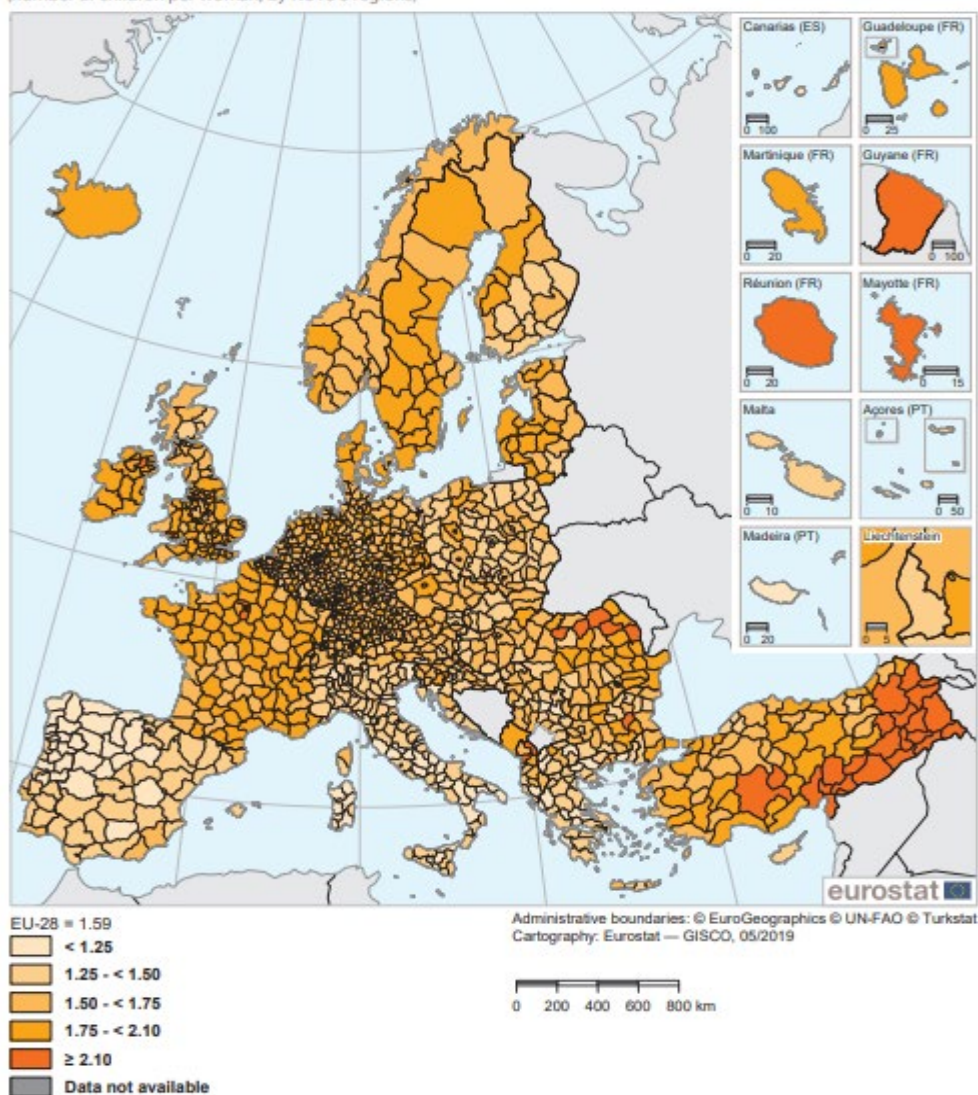 Canarias (ES)
0 100
Guadeloupe (FR)
0 25
Martinique (FR)
0 20
Guyane (FR)
0 100
Réunion (FR)
0 20
Mayotte (FR)
0 15
Malta
0 10
Açores (PT)
0 50
Madeira (PT)
0 20
Liechtenstein
0 5
eurostat
EU-28 = 1.59
< 1.25
1.25 - < 1.50
1.50 - < 1.75
1.75 - < 2.10
≥ 2.10
Data not available
Administrative boundaries: © EuroGeographics © UN-FAO © Turkstat
Cartography: Eurostat — GISCO, 05/2019
0 200 400 600 800 km